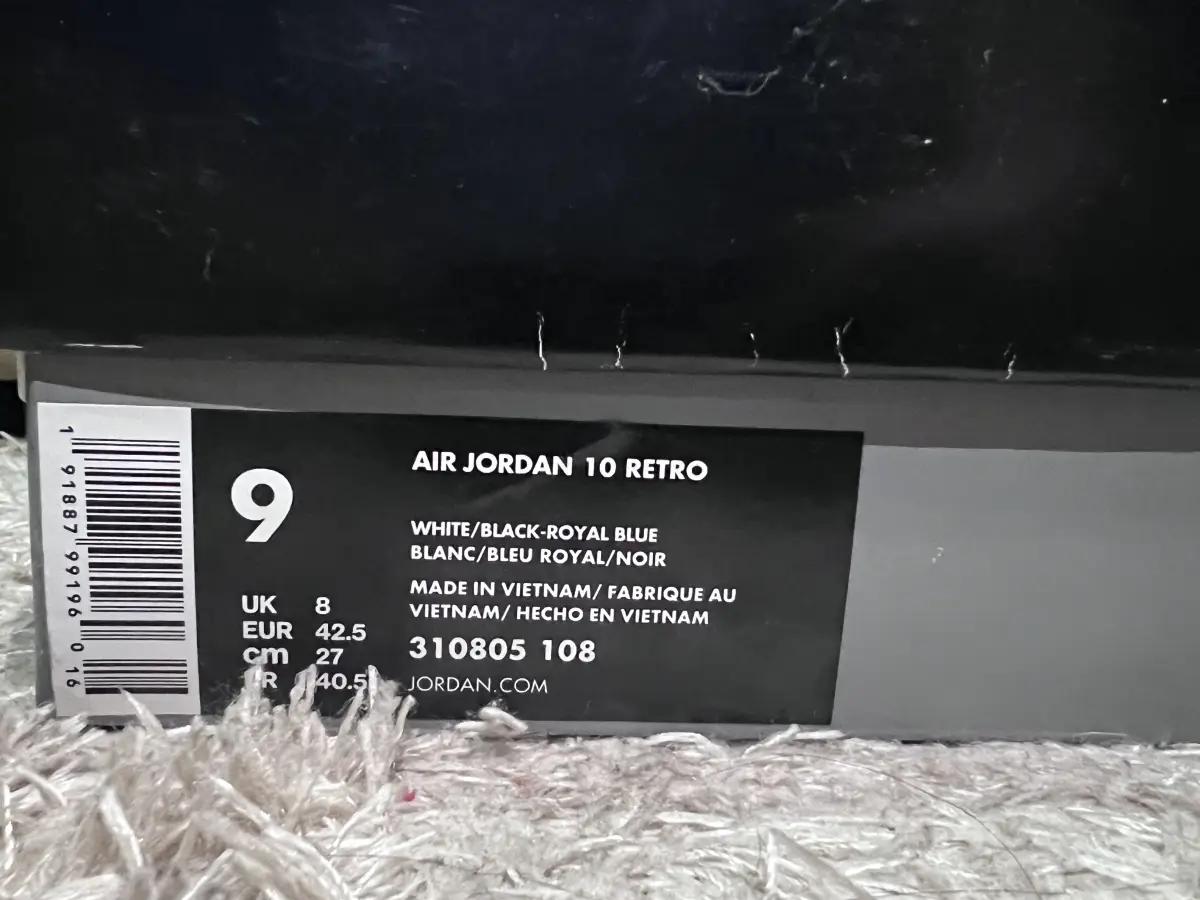 1 91887 99196 0 16
9
UK 8
EUR 42.5
cm 27
BR 40.5
AIR JORDAN 10 RETRO
WHITE/BLACK-ROYAL BLUE
BLANC/BLEU ROYAL/NOIR
MADE IN VIETNAM/ FABRIQUE AU
VIETNAM/ HECHO EN VIETNAM
310805 108
JORDAN.COM